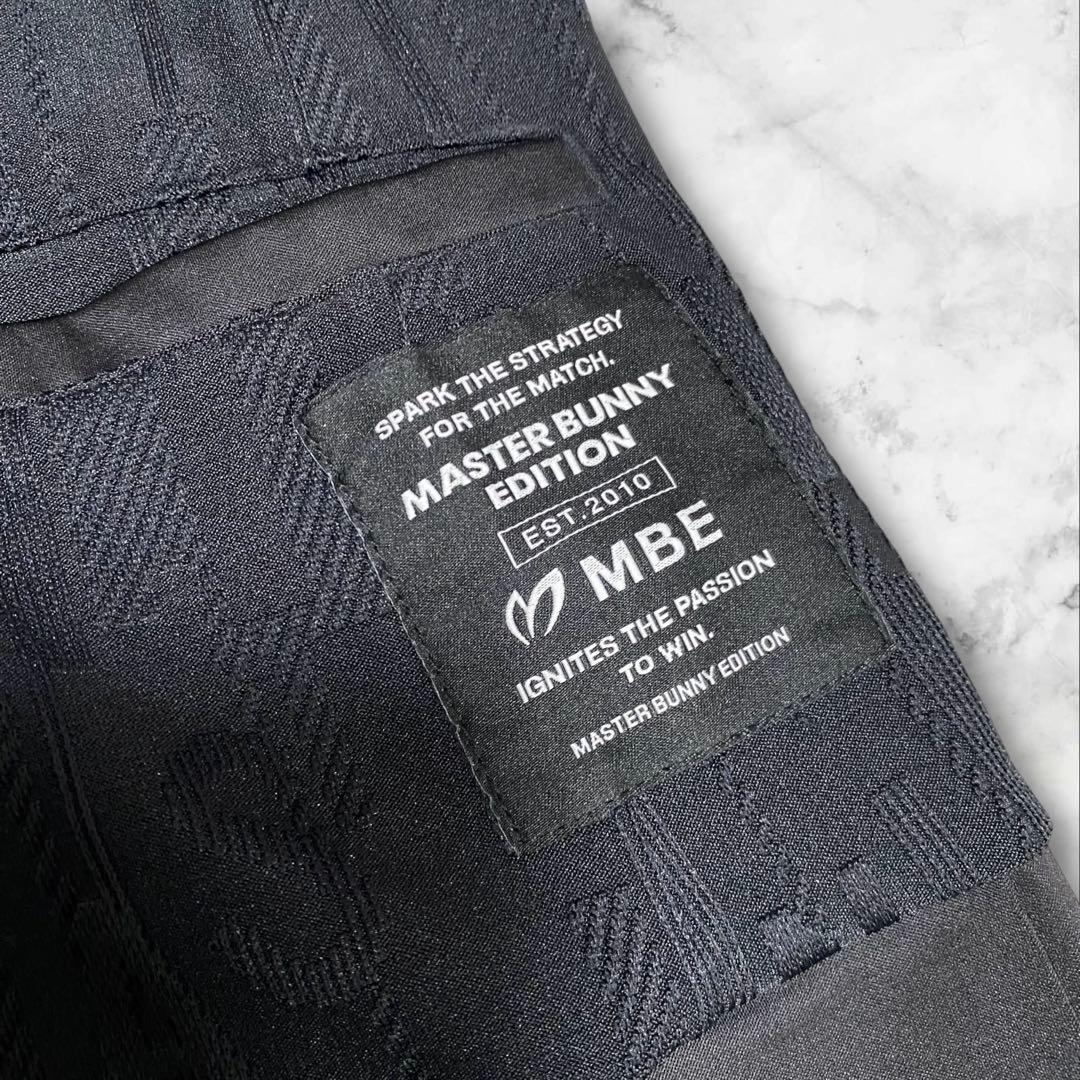 SPARK THE STRATEGY
FOR THE MATCH.
MASTER BUNNY
EDITION
EST.2010
MBE
IGNITES THE PASSION
TO WIN.
MASTER BUNNY EDITION